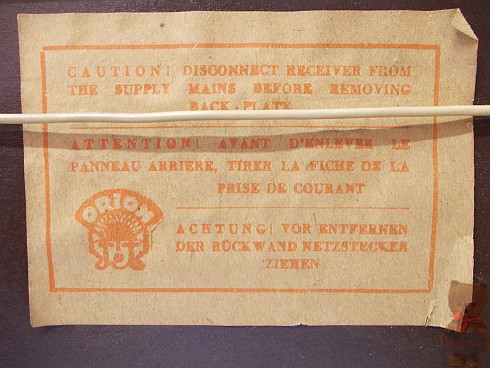 CAUTION! DISCONNECT RECEIVER FROM
THE SUPPLY MAINS BEFORE REMOVING
BACK-PLATE
ATTENTION! AVANT D'ENLEVER LE
PANNEAU ARRIERE, TIRER LA FICHE DE LA
PRISE DE COURANT
ORION
ACHTUNG! VOR ENTFERNEN
DER RÜCKWAND NETZSTECKER
ZIEHEN